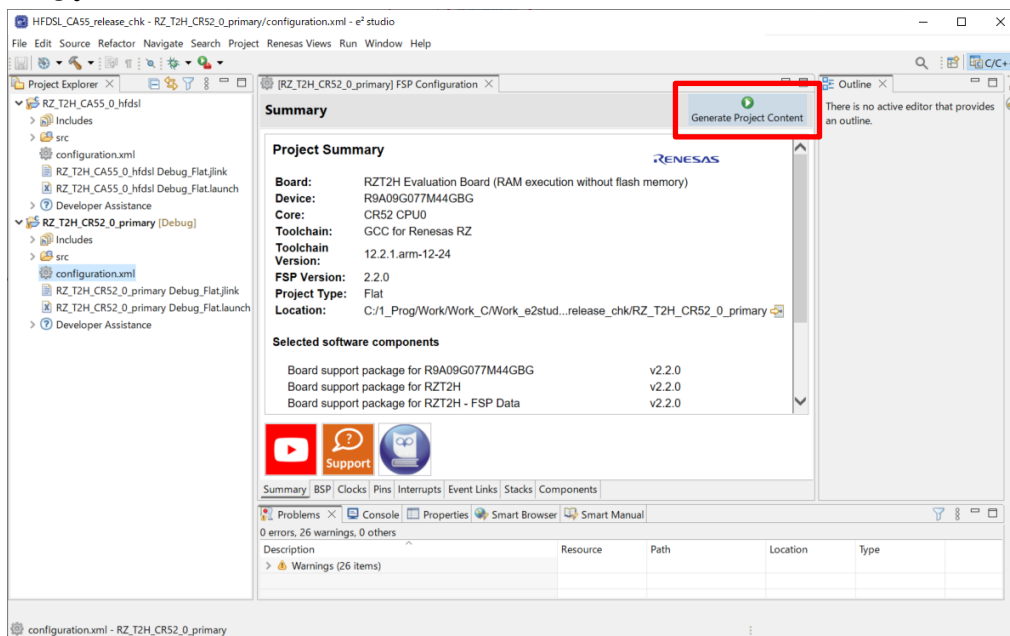 HFDSL_CA55_release_chk - RZ_T2H_CR52_0_primary/configuration.xml - e² studio
File Edit Source Refactor Navigate Search Project Renesas Views Run Window Help
C/C+
Project Explorer
RZ_T2H_CA55_0_hfdsl
Includes
src
configuration.xml
RZ_T2H_CA55_0_hfdsl Debug_Flat.jlink
RZ_T2H_CA55_0_hfdsl Debug_Flat.launch
Developer Assistance
RZ_T2H_CR52_0_primary [Debug]
Includes
src
configuration.xml
RZ_T2H_CR52_0_primary Debug_Flat.jlink
RZ_T2H_CR52_0_primary Debug_Flat.launch
Developer Assistance
[RZ_T2H_CR52_0_primary] FSP Configuration
Summary
Generate Project Content
Project Summary
RENESAS
Board: RZT2H Evaluation Board (RAM execution without flash memory)
Device: R9A09G077M44GBG
Core: CR52 CPU0
Toolchain: GCC for Renesas RZ
Toolchain Version: 12.2.1.arm-12-24
FSP Version: 2.2.0
Project Type: Flat
Location: C:/1_Prog/Work/Work_C/Work_e2stud...release_chk/RZ_T2H_CR52_0_primary
Selected software components
Board support package for R9A09G077M44GBG v2.2.0
Board support package for RZT2H v2.2.0
Board support package for RZT2H - FSP Data v2.2.0
Support
Summary BSP Clocks Pins Interrupts Event Links Stacks Components
Outline
There is no active editor that provides
an outline.
Problems Console Properties Smart Browser Smart Manual
0 errors, 26 warnings, 0 others
Description Resource Path Location Type
Warnings (26 items)
configuration.xml - RZ_T2H_CR52_0_primary